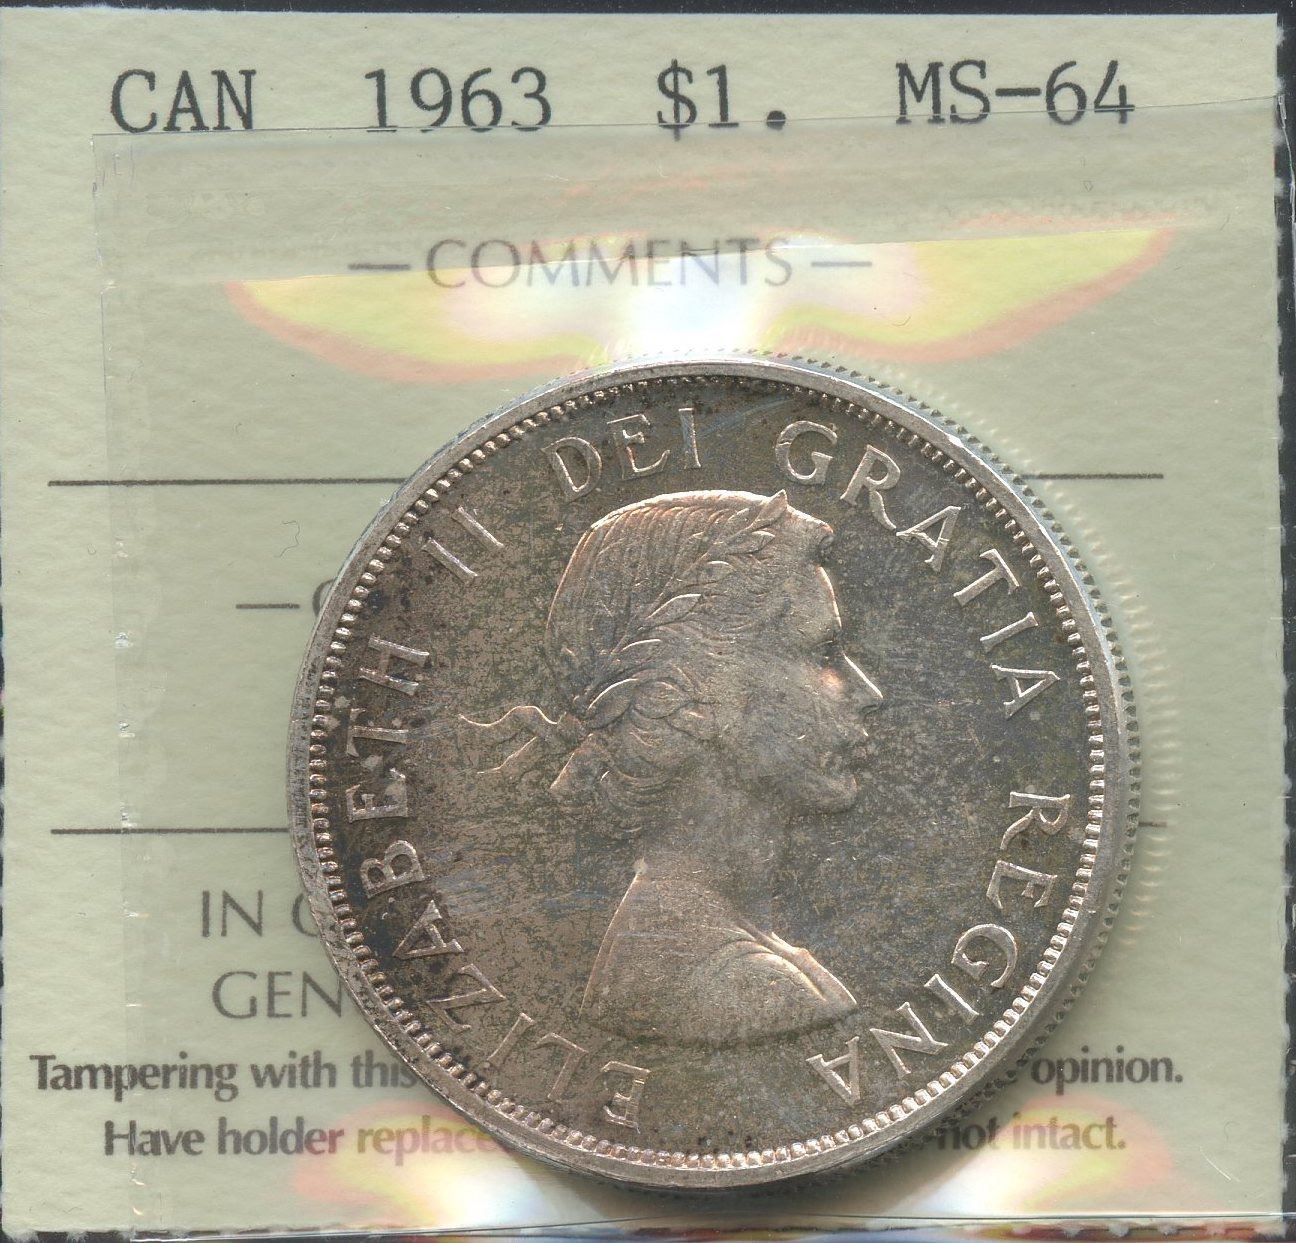 CAN 1963 $1. MS-64
— COMMENTS —
ELIZABETH II DEI GRATIA REGINA
IN
GEN
Tampering with this opinion.
Have holder replace not intact.